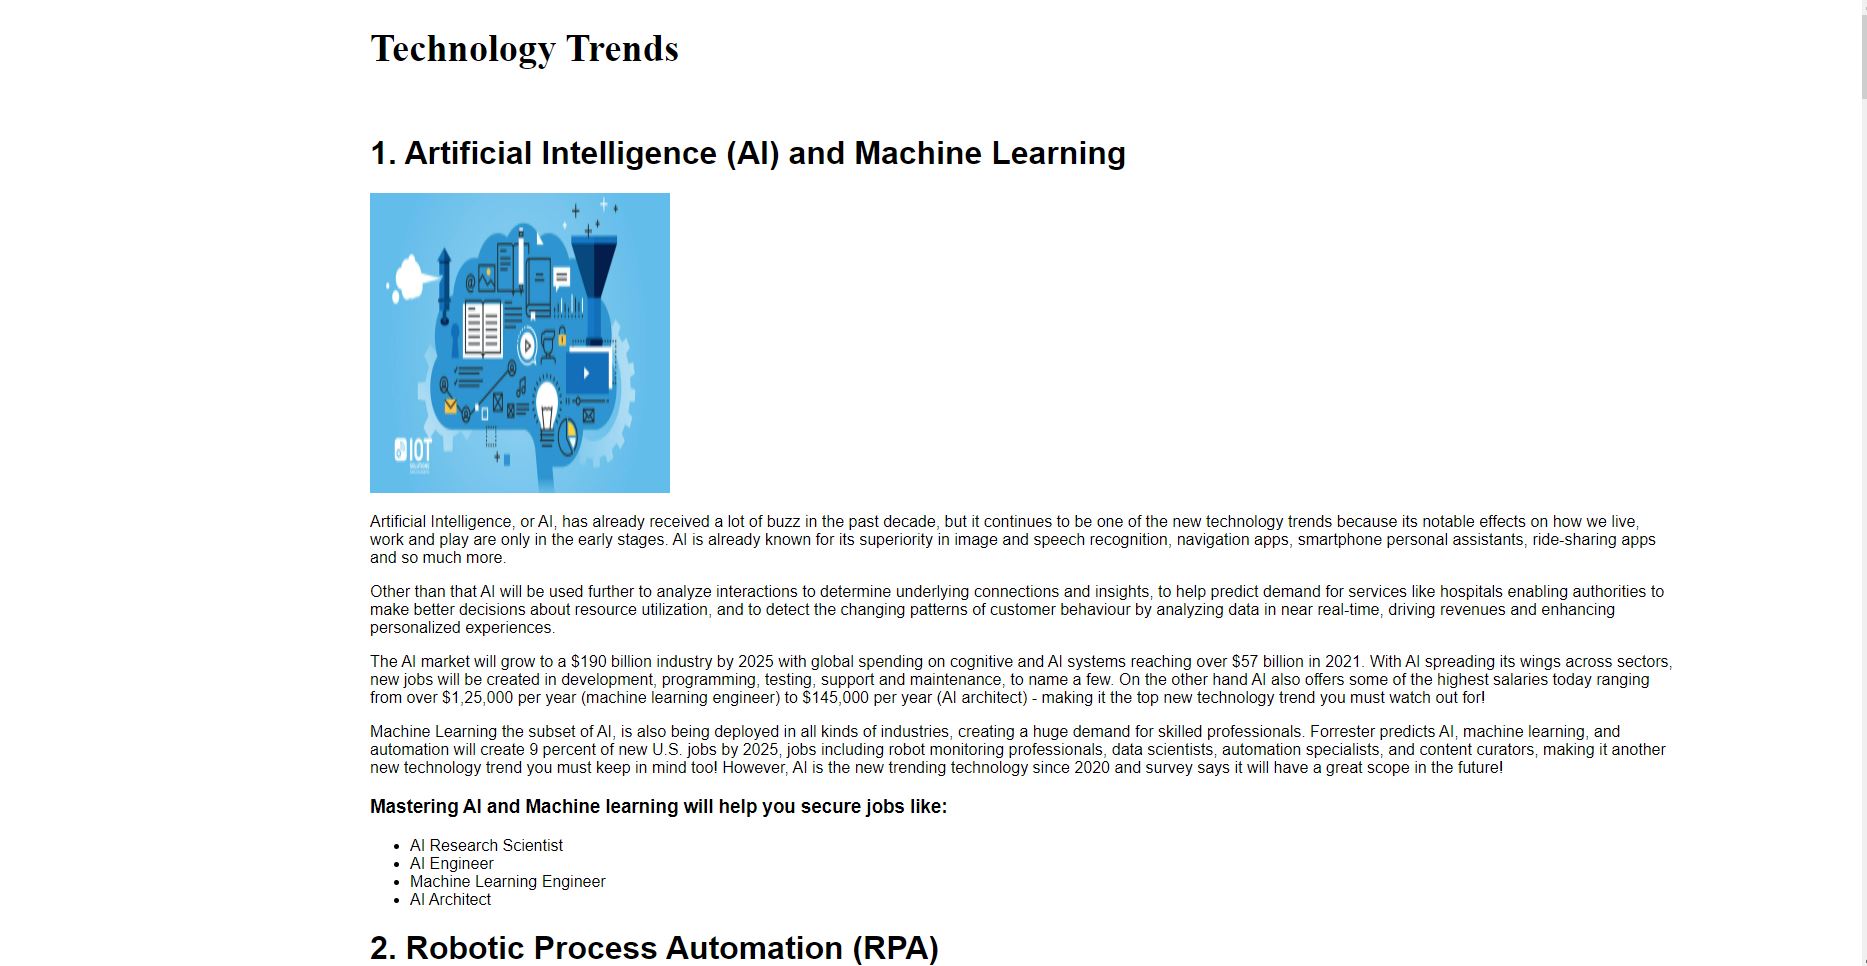 Technology Trends
1. Artificial Intelligence (AI) and Machine Learning
IOT
Artificial Intelligence, or AI, has already received a lot of buzz in the past decade, but it continues to be one of the new technology trends because its notable effects on how we live,
work and play are only in the early stages. AI is already known for its superiority in image and speech recognition, navigation apps, smartphone personal assistants, ride-sharing apps
and so much more.
Other than that AI will be used further to analyze interactions to determine underlying connections and insights, to help predict demand for services like hospitals enabling authorities to
make better decisions about resource utilization, and to detect the changing patterns of customer behaviour by analyzing data in near real-time, driving revenues and enhancing
personalized experiences.
The AI market will grow to a $190 billion industry by 2025 with global spending on cognitive and AI systems reaching over $57 billion in 2021. With AI spreading its wings across sectors,
new jobs will be created in development, programming, testing, support and maintenance, to name a few. On the other hand AI also offers some of the highest salaries today ranging
from over $1,25,000 per year (machine learning engineer) to $145,000 per year (AI architect) - making it the top new technology trend you must watch out for!
Machine Learning the subset of AI, is also being deployed in all kinds of industries, creating a huge demand for skilled professionals. Forrester predicts AI, machine learning, and
automation will create 9 percent of new U.S. jobs by 2025, jobs including robot monitoring professionals, data scientists, automation specialists, and content curators, making it another
new technology trend you must keep in mind too! However, AI is the new trending technology since 2020 and survey says it will have a great scope in the future!
Mastering AI and Machine learning will help you secure jobs like:
• AI Research Scientist
• AI Engineer
• Machine Learning Engineer
• AI Architect
2. Robotic Process Automation (RPA)